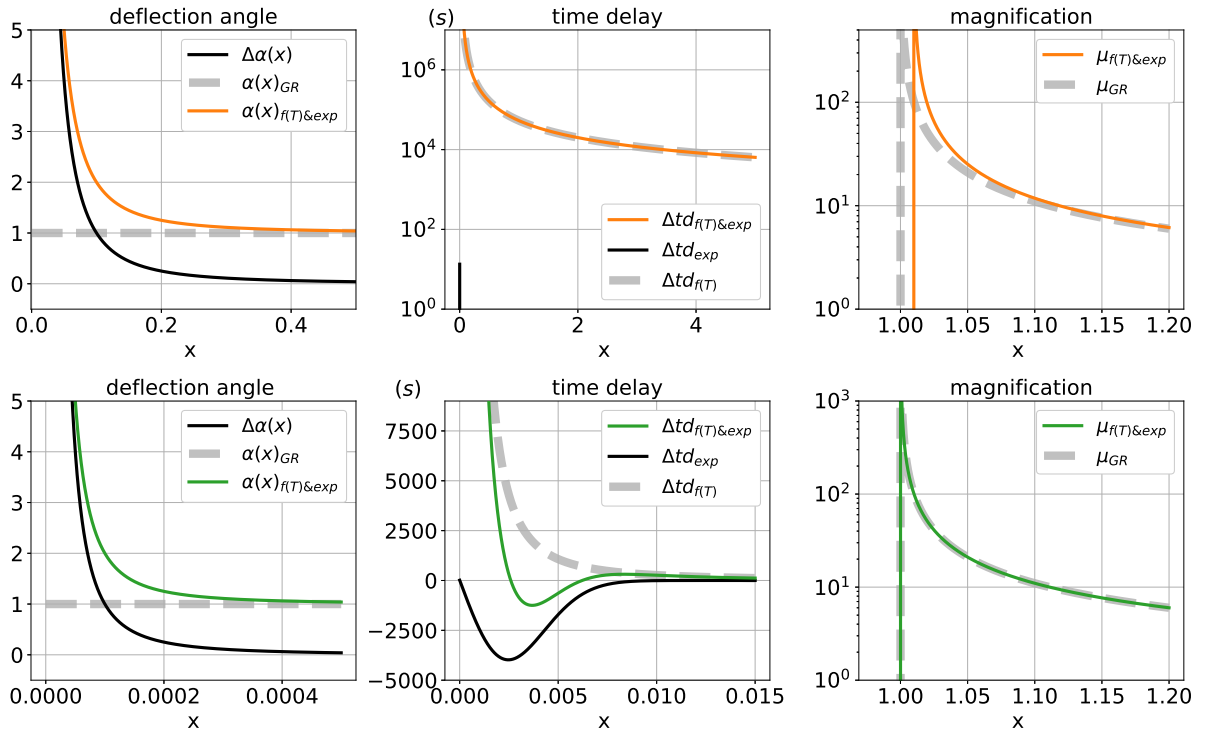 deflection angle
5
4
3
2
1
0
0.0
0.2
0.4
x
Δα(x)
α(x)GR
α(x)f(T)&exp
(s)
time delay
10^6
10^4
10^2
10^0
0
2
4
x
Δtdf(T)&exp
Δtdexp
Δtdf(T)
magnification
10^2
10^1
10^0
1.00
1.05
1.10
1.15
1.20
x
μf(T)&exp
μGR
deflection angle
5
4
3
2
1
0
0.0000
0.0002
0.0004
x
Δα(x)
α(x)GR
α(x)f(T)&exp
(s)
time delay
7500
5000
2500
0
−2500
−5000
0.000
0.005
0.010
0.015
x
Δtdf(T)&exp
Δtdexp
Δtdf(T)
magnification
10^3
10^2
10^1
10^0
1.00
1.05
1.10
1.15
1.20
x
μf(T)&exp
μGR